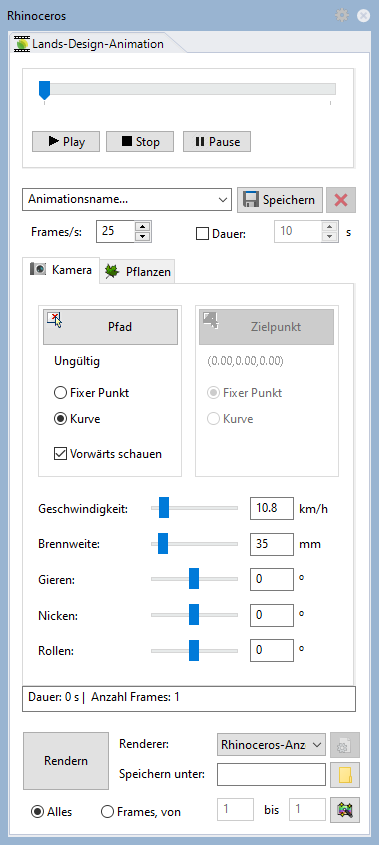 Rhinoceros
Lands-Design-Animation
Play Stop Pause
Animationsname... Speichern
Frames/s: 25 Dauer: 10 s
Kamera Pflanzen
Pfad Zielpunkt
Ungültig (0.00,0.00,0.00)
Fixer Punkt Fixer Punkt
Kurve Kurve
Vorwärts schauen
Geschwindigkeit: 10.8 km/h
Brennweite: 35 mm
Gieren: 0 º
Nicken: 0 º
Rollen: 0 º
Dauer: 0 s | Anzahl Frames: 1
Rendern Renderer: Rhinoceros-Anz
Speichern unter:
Alles Frames, von 1 bis 1